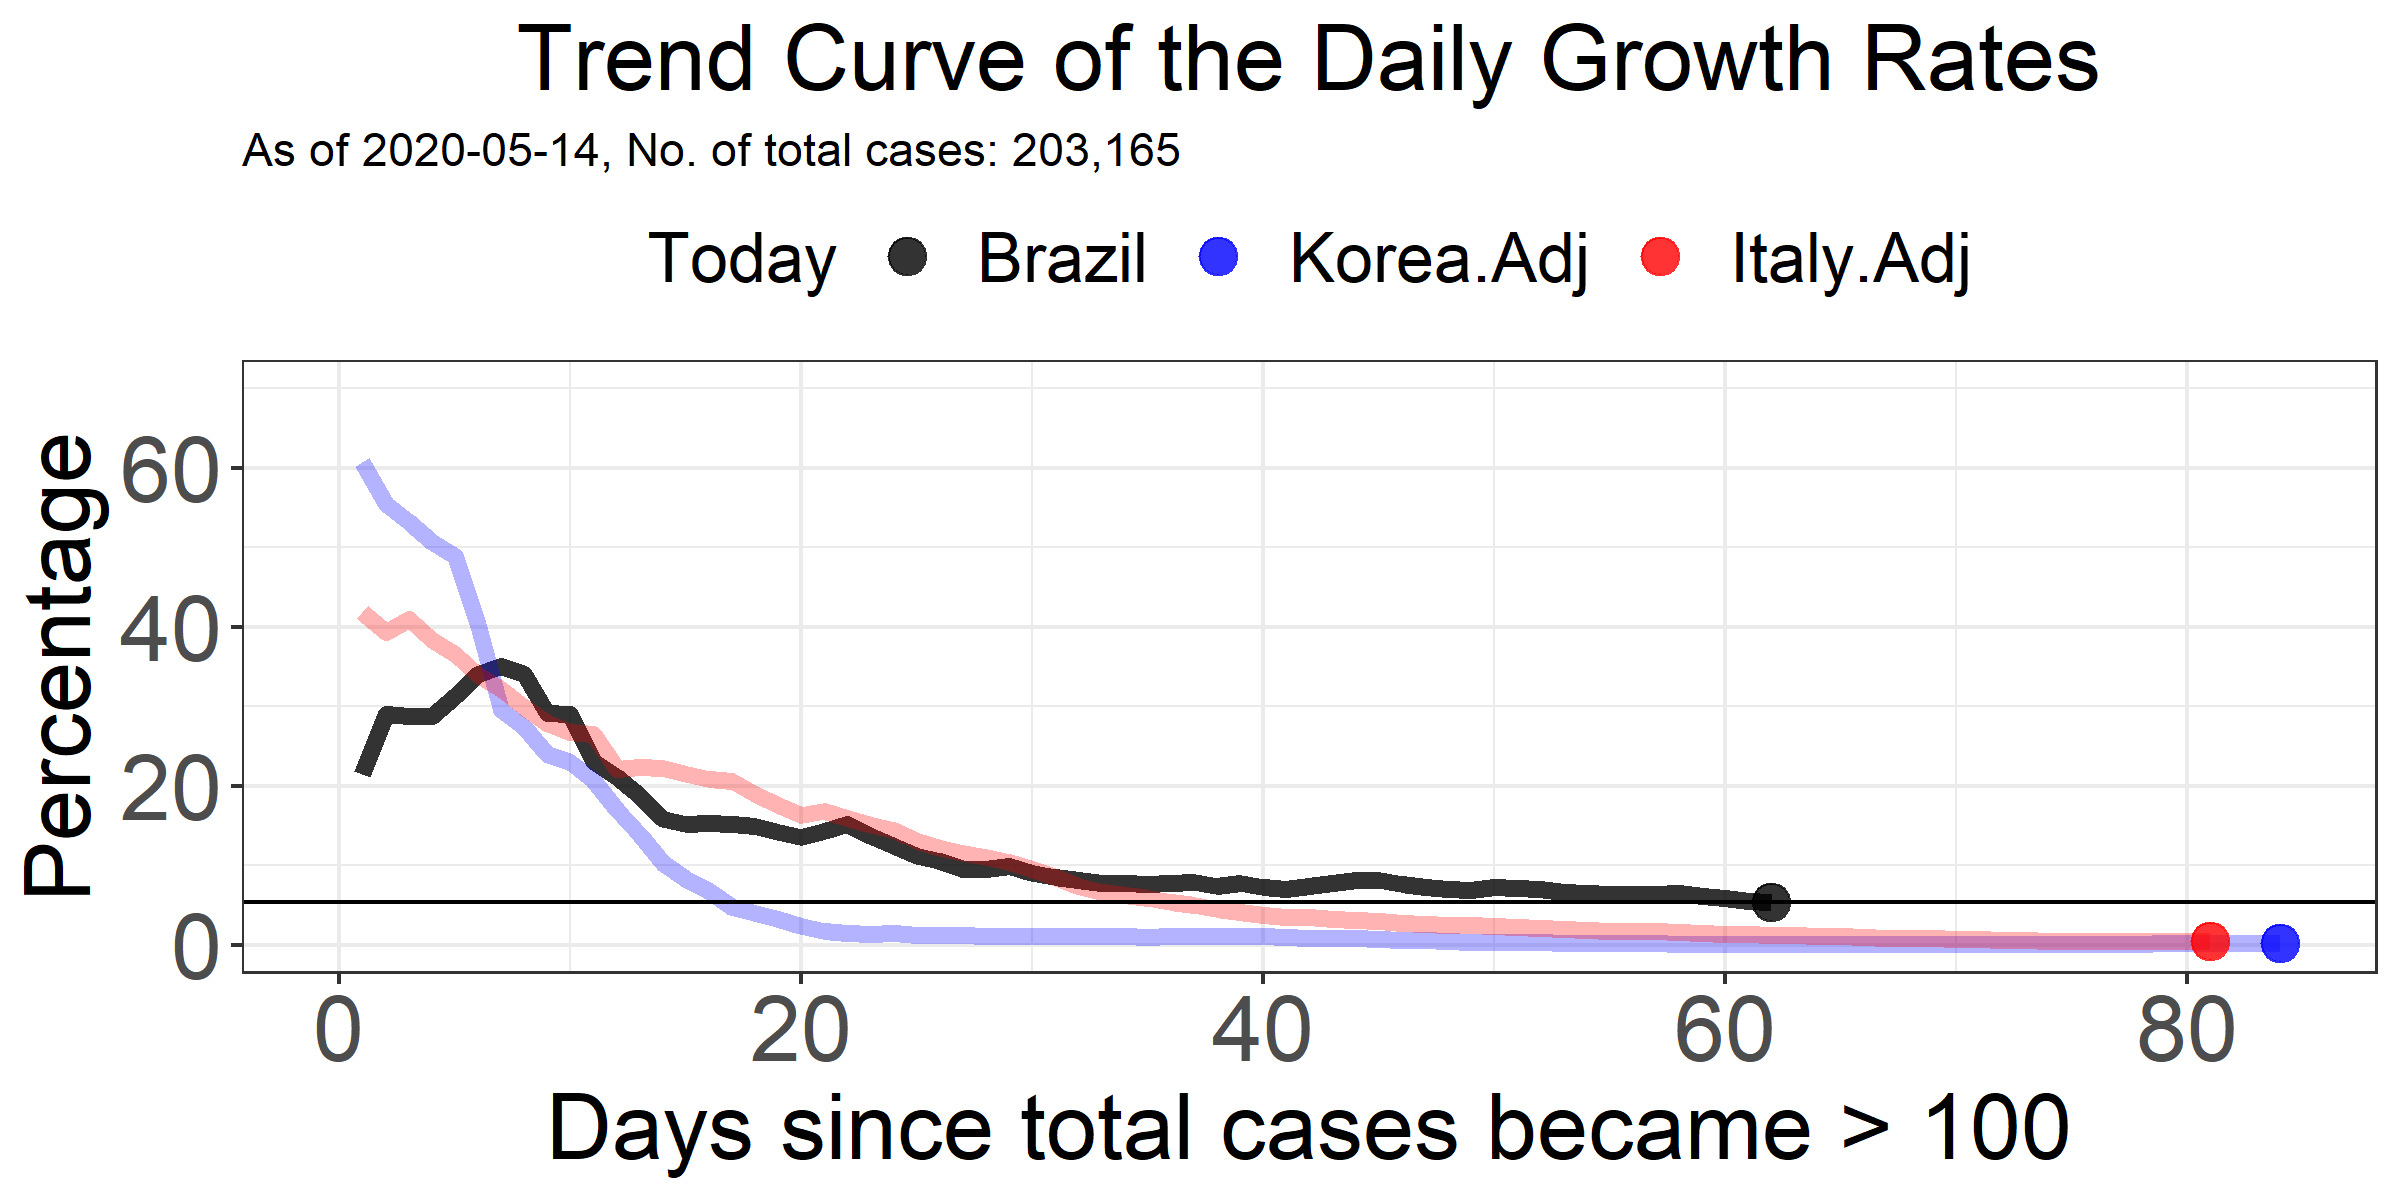 Trend Curve of the Daily Growth Rates
As of 2020-05-14, No. of total cases: 203,165
Today Brazil Korea.Adj Italy.Adj
Percentage
60
40
20
0
0 20 40 60 80
Days since total cases became > 100